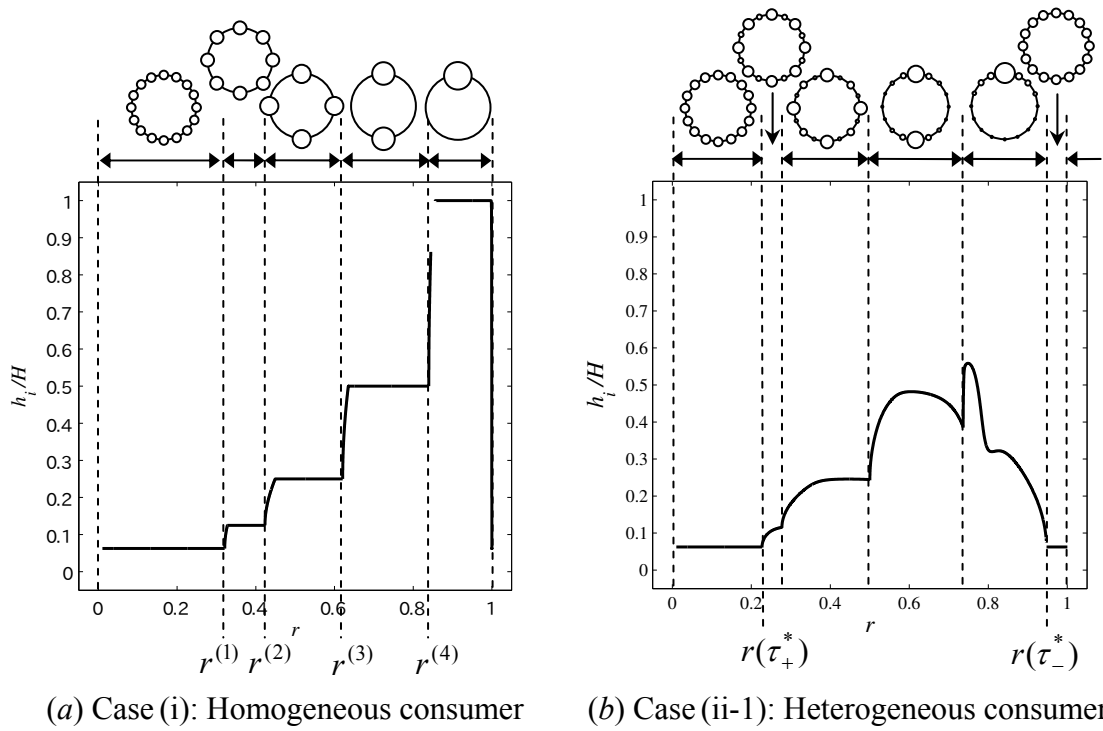 1
0.9
0.8
0.7
0.6
0.5
0.4
0.3
0.2
0.1
0
h_i/H
0 0.2 0.4 0.6 0.8 1
r
r^{(1)} r^{(2)} r^{(3)} r^{(4)}
(a) Case (i): Homogeneous consumer
1
0.9
0.8
0.7
0.6
0.5
0.4
0.3
0.2
0.1
0
h_i/H
0 0.2 0.4 0.6 0.8 1
r
r(τ_+^*) r(τ_-^*)
(b) Case (ii-1): Heterogeneous consumer